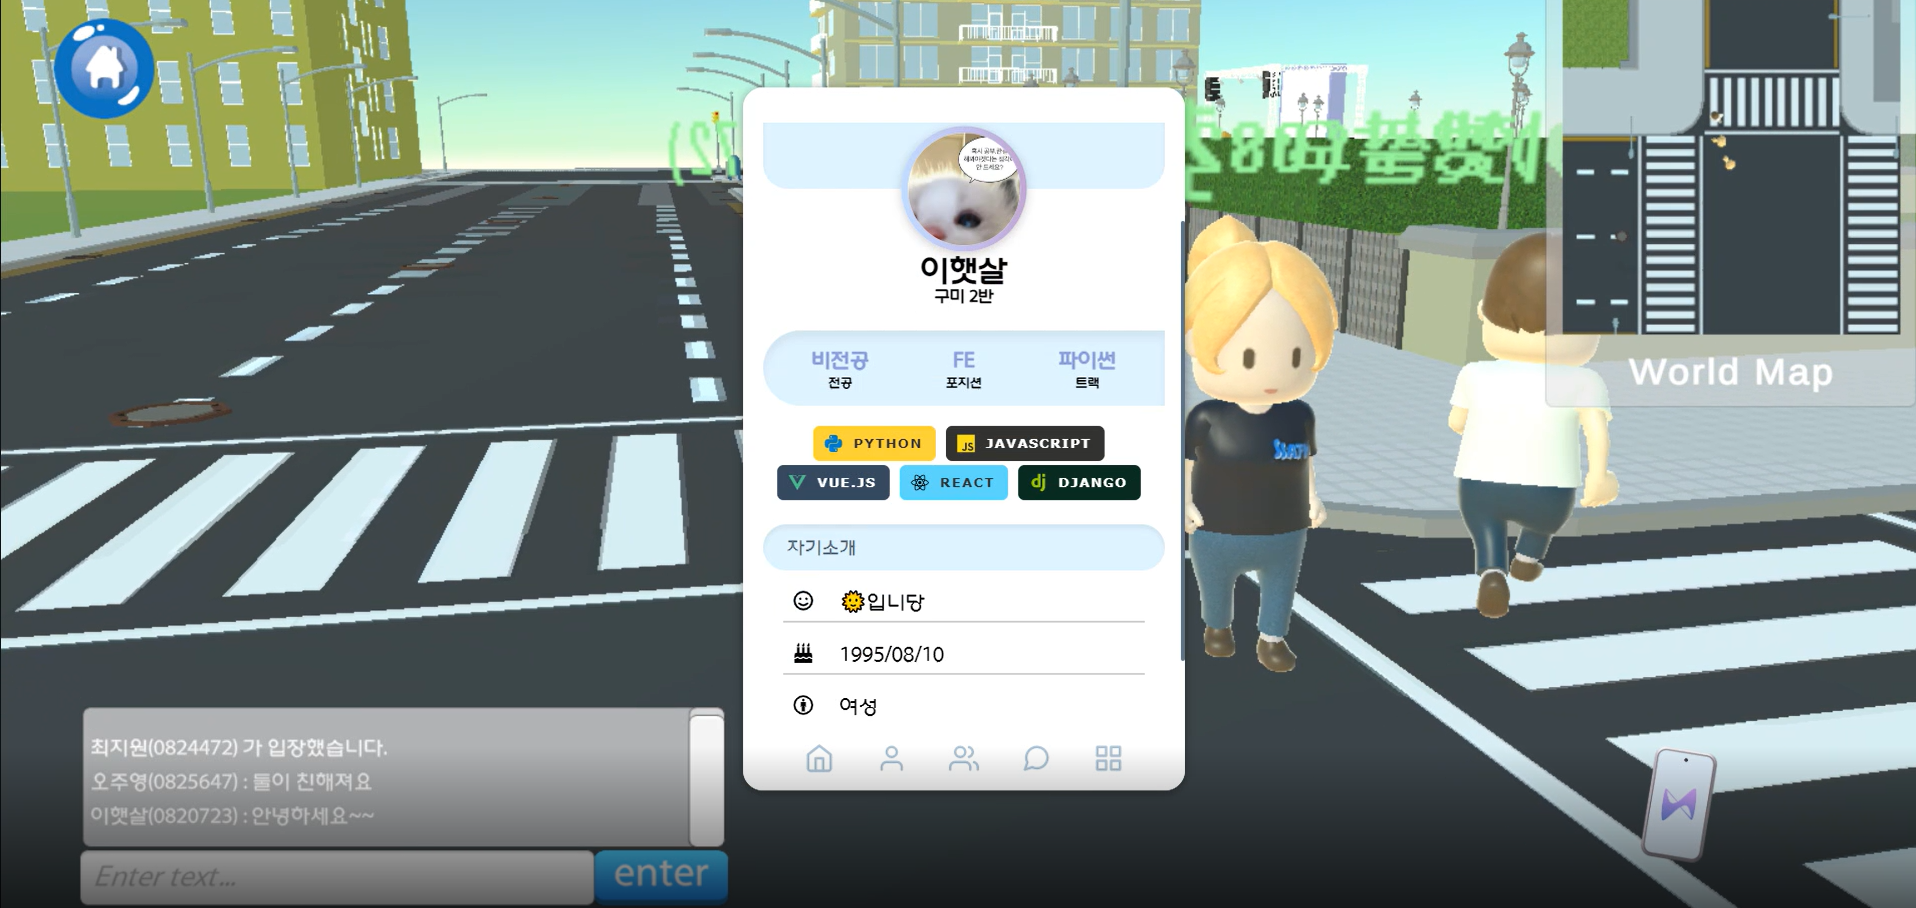 이햇살
구미 2반
비전공 FE 파이썬
전공 포지션 트랙
PYTHON JAVASCRIPT
VUE.JS REACT DJANGO
자기소개
🌞입니당
1995/08/10
여성
World Map
최지원(0824472) 가 입장했습니다.
오주영(0825647) : 둘이 친해져요
이햇살(0820723) : 안녕하세요~~
Enter text...
enter